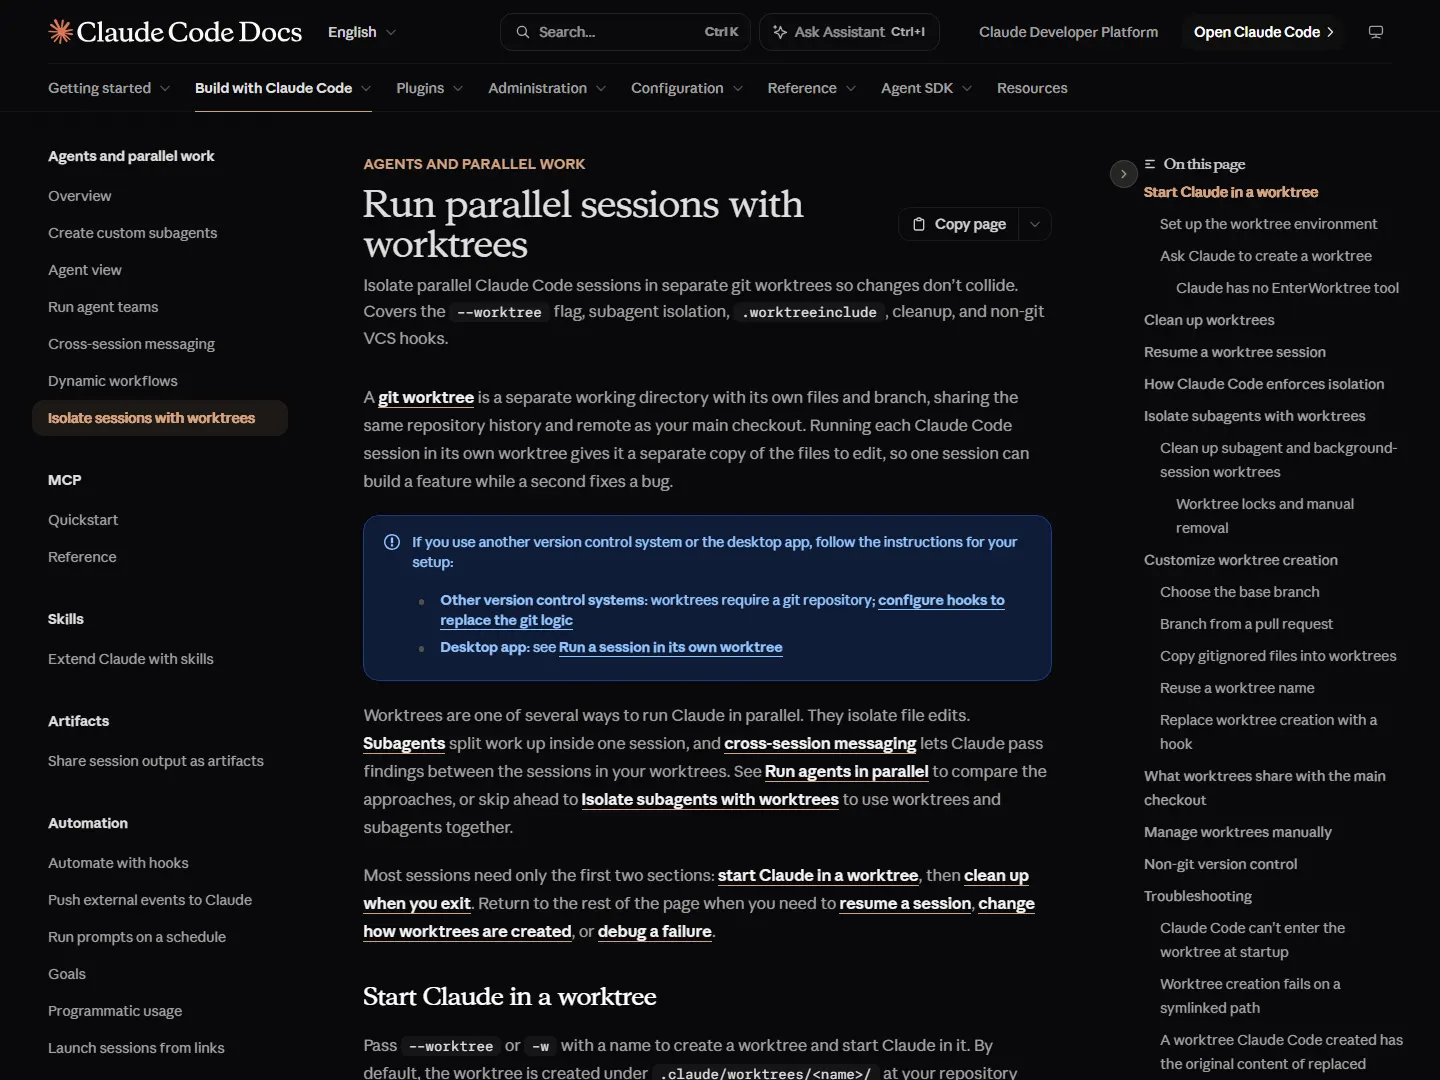 Claude Code Docs
English
Search...
Ctrl K
Ask Assistant Ctrl+I
Claude Developer Platform
Open Claude Code
Getting started
Build with Claude Code
Plugins
Administration
Configuration
Reference
Agent SDK
Resources
Agents and parallel work
Overview
Create custom subagents
Agent view
Run agent teams
Cross-session messaging
Dynamic workflows
Isolate sessions with worktrees
MCP
Quickstart
Reference
Skills
Extend Claude with skills
Artifacts
Share session output as artifacts
Automation
Automate with hooks
Push external events to Claude
Run prompts on a schedule
Goals
Programmatic usage
Launch sessions from links
AGENTS AND PARALLEL WORK
Run parallel sessions with
worktrees
Copy page
Isolate parallel Claude Code sessions in separate git worktrees so changes don’t collide.
Covers the --worktree flag, subagent isolation, .worktreeinclude, cleanup, and non-git
VCS hooks.
A git worktree is a separate working directory with its own files and branch, sharing the
same repository history and remote as your main checkout. Running each Claude Code
session in its own worktree gives it a separate copy of the files to edit, so one session can
build a feature while a second fixes a bug.
If you use another version control system or the desktop app, follow the instructions for your
setup:
Other version control systems: worktrees require a git repository; configure hooks to
replace the git logic
Desktop app: see Run a session in its own worktree
Worktrees are one of several ways to run Claude in parallel. They isolate file edits.
Subagents split work up inside one session, and cross-session messaging lets Claude pass
findings between the sessions in your worktrees. See Run agents in parallel to compare the
approaches, or skip ahead to Isolate subagents with worktrees to use worktrees and
subagents together.
Most sessions need only the first two sections: start Claude in a worktree, then clean up
when you exit. Return to the rest of the page when you need to resume a session, change
how worktrees are created, or debug a failure.
Start Claude in a worktree
Pass --worktree or -w with a name to create a worktree and start Claude in it. By
default, the worktree is created under .claude/worktrees/<name>/ at your repository
On this page
Start Claude in a worktree
Set up the worktree environment
Ask Claude to create a worktree
Claude has no EnterWorktree tool
Clean up worktrees
Resume a worktree session
How Claude Code enforces isolation
Isolate subagents with worktrees
Clean up subagent and background-
session worktrees
Worktree locks and manual
removal
Customize worktree creation
Choose the base branch
Branch from a pull request
Copy gitignored files into worktrees
Reuse a worktree name
Replace worktree creation with a
hook
What worktrees share with the main
checkout
Manage worktrees manually
Non-git version control
Troubleshooting
Claude Code can’t enter the
worktree at startup
Worktree creation fails on a
symlinked path
A worktree Claude Code created has
the original content of replaced